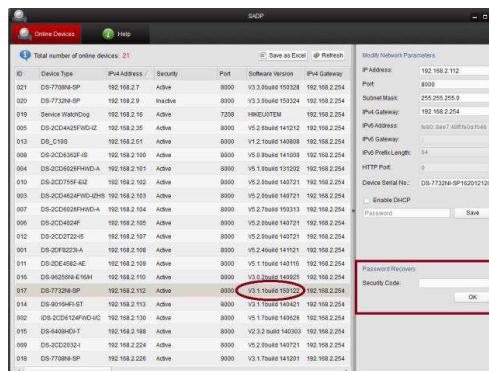 SADP
Online Devices Help
Total number of online devices: 21 Save as Excel Refresh
ID Device Type IPv4 Address Security Port Software Version IPv4 Gateway
021 DS-7708NI-SP 192.168.2.7 Active 8000 V3.3.0build 150328 192.168.2.254
020 DS-7732NI-SP 192.168.2.9 Inactive 8000 V3.3.0build 150324 192.168.2.254
019 Service WatchDog 192.168.2.16 Active 7208 HIKEU0TEM 192.168.2.254
005 DS-2CD4A25FWD-IZ 192.168.2.35 Active 8000 V5.2.6build 141212 192.168.2.254
013 DS_C10S 192.168.2.51 Active 8000 V1.2.1build 140808 192.168.2.254
008 DS-2CD6362F-IS 192.168.2.100 Active 8000 V5.0.9build 141009 192.168.2.254
004 DS-2CD6026FHWD-A 192.168.2.101 Active 8000 V5.1.0build 131202 192.168.2.254
010 DS-2CD755F-EIZ 192.168.2.102 Active 8000 V5.2.0build 140721 192.168.2.254
003 DS-2CD4624FWD-IZHS 192.168.2.103 Active 8000 V5.2.0build 140721 192.168.2.254
007 DS-2CD6026FHWD-A 192.168.2.104 Active 8000 V5.2.7build 150313 192.168.2.254
006 DS-2CD4024F 192.168.2.105 Active 8000 V5.2.0build 140721 192.168.2.254
012 DS-2CD2T22-I5 192.168.2.107 Active 8000 V5.2.0build 140721 192.168.2.254
001 DS-2DF8223I-A 192.168.2.108 Active 8000 V5.2.4build 141121 192.168.2.254
011 DS-2DE4582-AE 192.168.2.109 Active 8000 V5.1.1build 140116 192.168.2.254
016 DS-96256NI-E16/H 192.168.2.110 Active 8000 V3.0.2build 140925 192.168.2.254
017 DS-7732NI-SP 192.168.2.112 Active 8000 V3.1.1build 150122 192.168.2.254
014 DS-9016HFI-ST 192.168.2.113 Active 8000 V3.1.1build 140421 192.168.2.254
002 iDS-2CD6124FWD-I/C 192.168.2.130 Active 8000 V5.1.7build 140626 192.168.2.254
015 DS-6408HDI-T 192.168.2.188 Active 8000 V2.3.2 build 140303 192.168.2.254
009 DS-2CD2032-I 192.168.2.224 Active 8000 V5.2.0build 140721 192.168.2.254
018 DS-7708NI-SP 192.168.2.226 Active 8000 V3.1.7build 141201 192.168.2.254
Modify Network Parameters
IP Address: 192.168.2.112
Port: 8000
Subnet Mask: 255.255.255.0
IPv4 Gateway: 192.168.2.254
IPv6 Address:
IPv6 Gateway: :
IPv6 Prefix Length: 64
HTTP Port: 0
Device Serial No.: DS-7732NI-SP16201212
Enable DHCP
Password Save
Password Recovery
Security Code:
OK